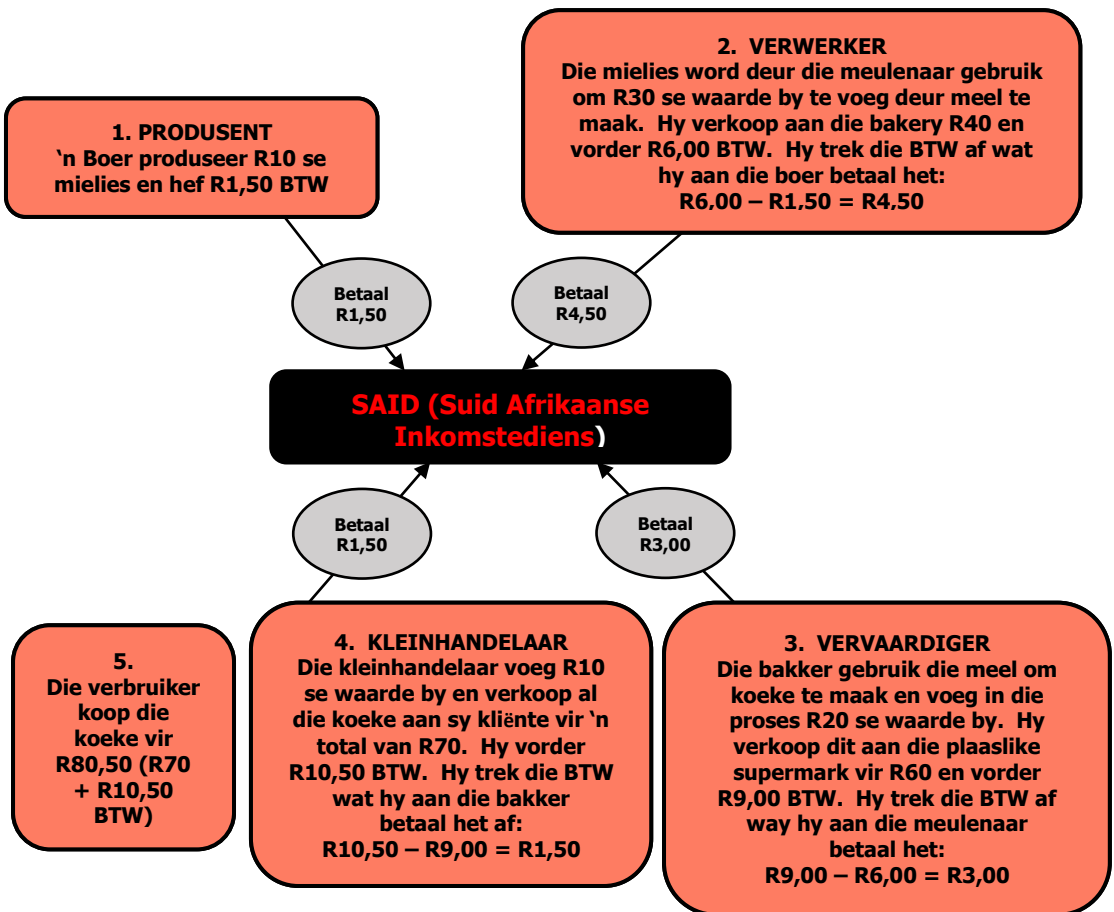 1. PRODUSENT
‘n Boer produseer R10 se
mielies en hef R1,50 BTW
2. VERWERKER
Die mielies word deur die meulenaar gebruik
om R30 se waarde by te voeg deur meel te
maak. Hy verkoop aan die bakery R40 en
vorder R6,00 BTW. Hy trek die BTW af wat
hy aan die boer betaal het:
R6,00 – R1,50 = R4,50
Betaal
R1,50
Betaal
R4,50
SAID (Suid Afrikaanse
Inkomstediens)
Betaal
R1,50
Betaal
R3,00
5.
Die verbruiker
koop die
koeke vir
R80,50 (R70
+ R10,50
BTW)
4. KLEINHANDELAAR
Die kleinhandelaar voeg R10
se waarde by en verkoop al
die koeke aan sy kliënte vir ‘n
total van R70. Hy vorder
R10,50 BTW. Hy trek die BTW
wat hy aan die bakker
betaal het af:
R10,50 – R9,00 = R1,50
3. VERVAARDIGER
Die bakker gebruik die meel om
koeke te maak en voeg in die
proses R20 se waarde by. Hy
verkoop dit aan die plaaslike
supermark vir R60 en vorder
R9,00 BTW. Hy trek die BTW af
way hy aan die meulenaar
betaal het:
R9,00 – R6,00 = R3,00